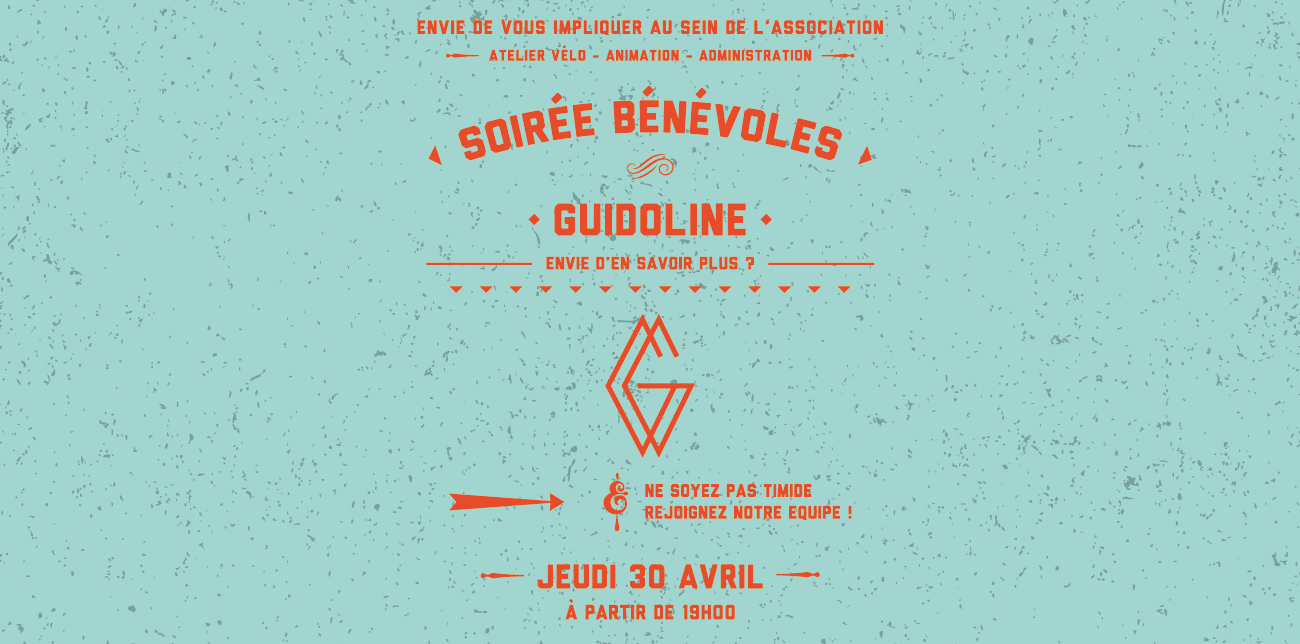 ENVIE DE VOUS IMPLIQUER AU SEIN DE L'ASSOCIATION
ATELIER VÉLO - ANIMATION - ADMINISTRATION
SOIRÉE BÉNÉVOLES
GUIDOLINE
ENVIE D'EN SAVOIR PLUS ?
G
& NE SOYEZ PAS TIMIDE
REJOIGNEZ NOTRE EQUIPE !
JEUDI 30 AVRIL
À PARTIR DE 19H00